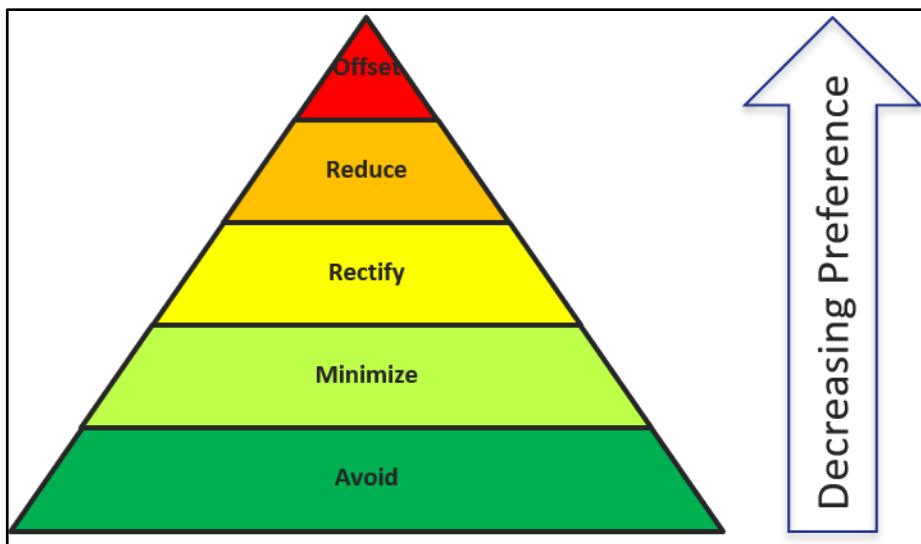 Offset
Reduce
Rectify
Minimize
Avoid
Decreasing Preference